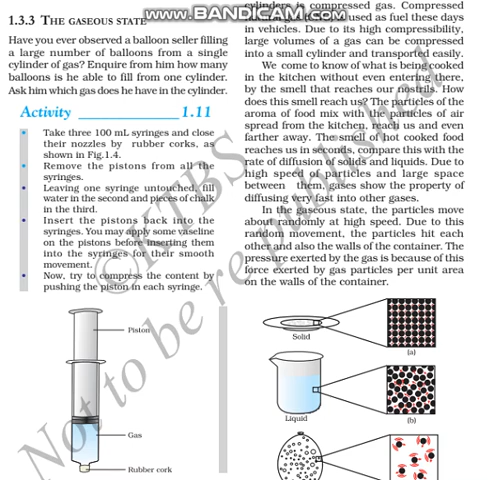 WWW.BANDICAM.COM
1.3.3 THE GASEOUS STATE
Have you ever observed a balloon seller filling
a large number of balloons from a single
cylinder of gas? Enquire from him how many
balloons is he able to fill from one cylinder.
Ask him which gas does he have in the cylinder.
Activity ______________ 1.11
• Take three 100 mL syringes and close
their nozzles by rubber corks, as
shown in Fig.1.4.
• Remove the pistons from all the
syringes.
• Leaving one syringe untouched, fill
water in the second and pieces of chalk
in the third.
• Insert the pistons back into the
syringes. You may apply some vaseline
on the pistons before inserting them
into the syringes for their smooth
movement.
• Now, try to compress the content by
pushing the piston in each syringe.
Piston
Gas
Rubber cork
cylinders is compressed gas. Compressed
used as fuel these days
in vehicles. Due to its high compressibility,
large volumes of a gas can be compressed
into a small cylinder and transported easily.
We come to know of what is being cooked
in the kitchen without even entering there,
by the smell that reaches our nostrils. How
does this smell reach us? The particles of the
aroma of food mix with the particles of air
spread from the kitchen, reach us and even
farther away. The smell of hot cooked food
reaches us in seconds; compare this with the
rate of diffusion of solids and liquids. Due to
high speed of particles and large space
between them, gases show the property of
diffusing very fast into other gases.
In the gaseous state, the particles move
about randomly at high speed. Due to this
random movement, the particles hit each
other and also the walls of the container. The
pressure exerted by the gas is because of this
force exerted by gas particles per unit area
on the walls of the container.
Solid
(a)
Liquid
(b)
©KTBS
Not to be republished